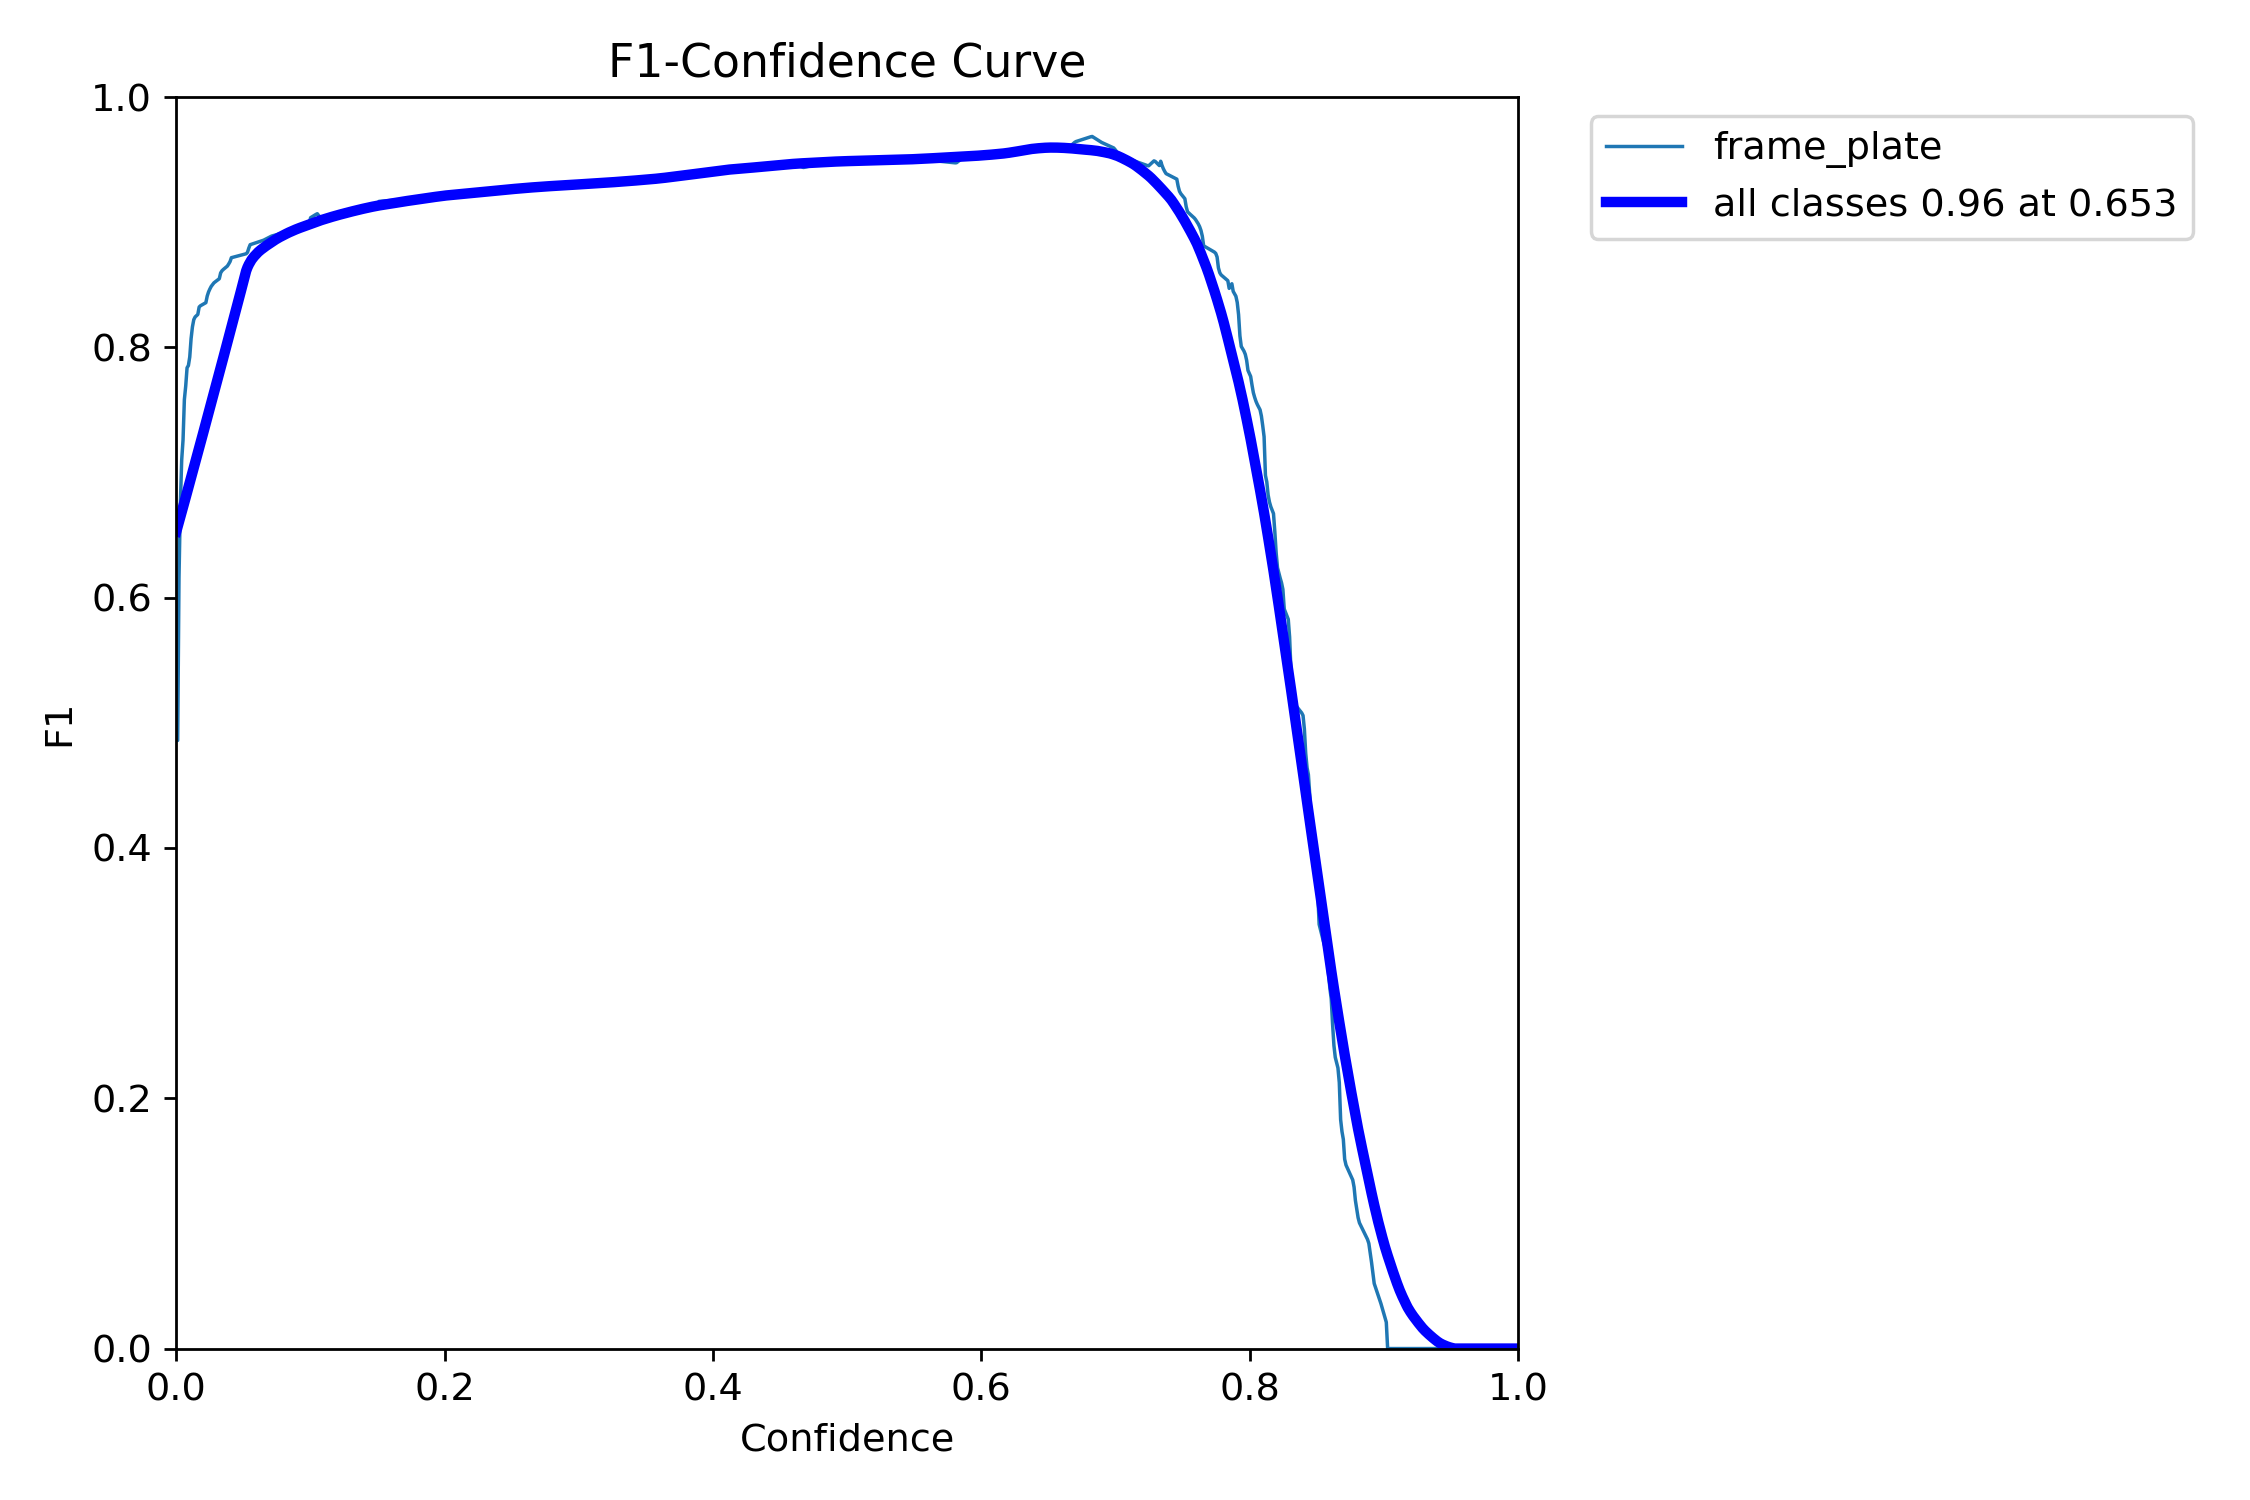 F1-Confidence Curve
1.0
0.8
0.6
0.4
0.2
0.0
F1
0.0 0.2 0.4 0.6 0.8 1.0
Confidence
frame_plate
all classes 0.96 at 0.653